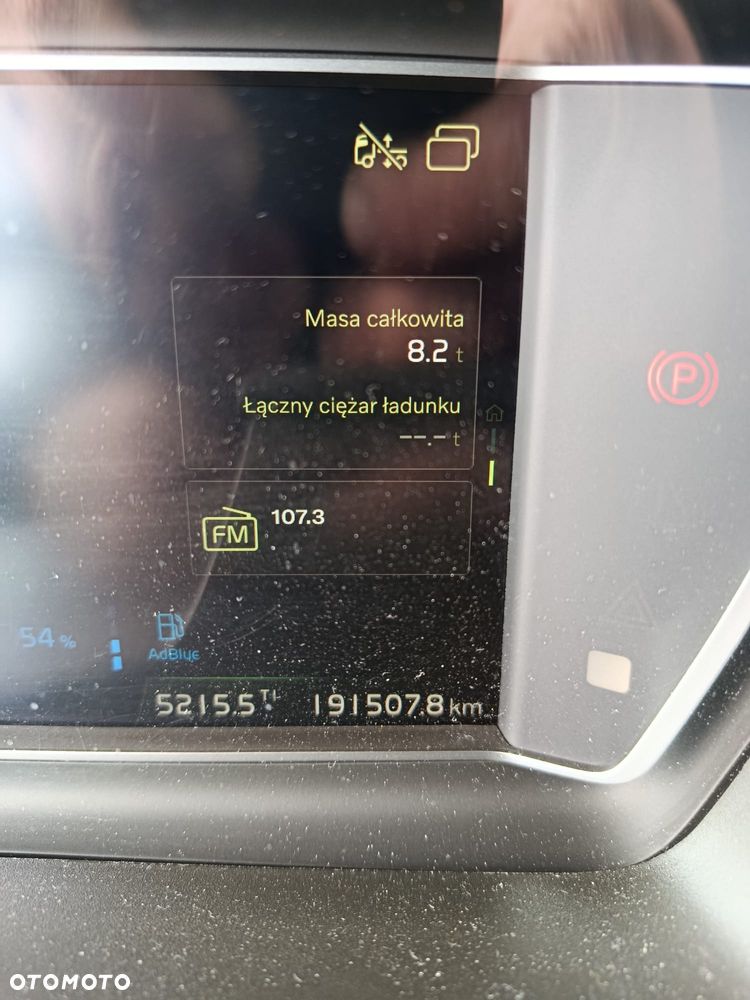 Masa całkowita
8.2 t
Łączny ciężar ładunku
--.- t
FM 107.3
P
54 %
AdBlue
5215.5 191507.8 km
OTOMOTO